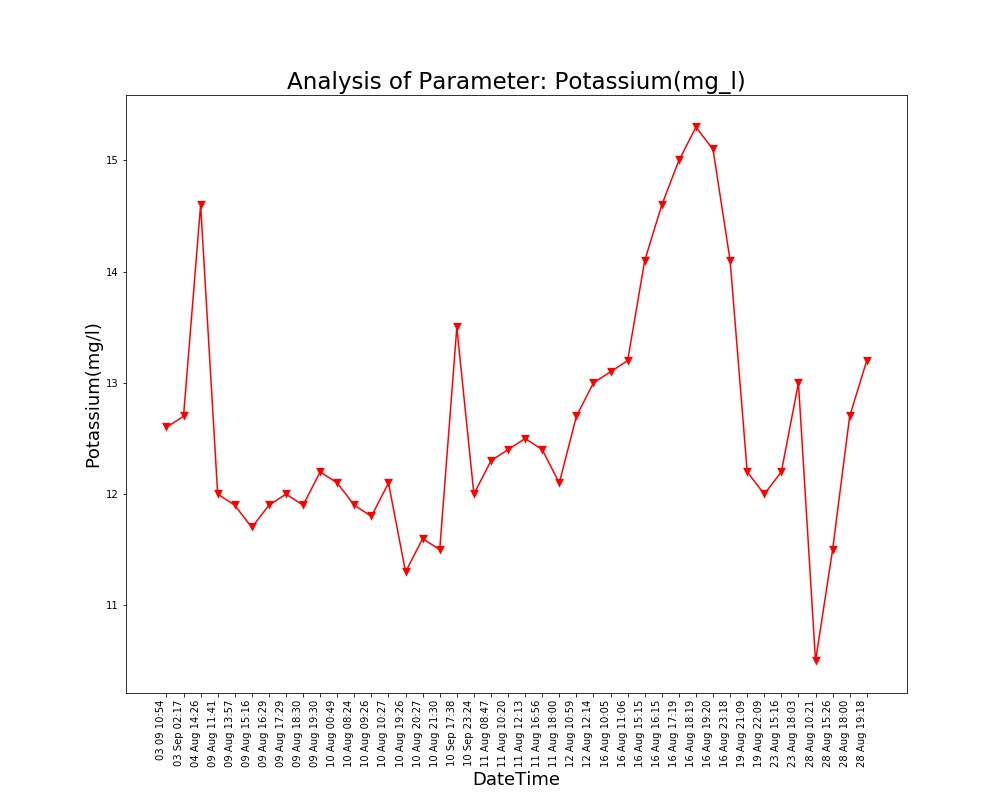 Analysis of Parameter: Potassium(mg_l)
Potassium(mg/l)
15
14
13
12
11
03 09 10:54
03 Sep 02:17
04 Aug 14:26
09 Aug 11:41
09 Aug 13:57
09 Aug 15:16
09 Aug 16:29
09 Aug 17:29
09 Aug 18:30
09 Aug 19:30
10 Aug 00:49
10 Aug 08:24
10 Aug 09:26
10 Aug 10:27
10 Aug 19:26
10 Aug 20:27
10 Aug 21:30
10 Sep 17:38
10 Sep 23:24
11 Aug 08:47
11 Aug 10:20
11 Aug 12:13
11 Aug 16:56
11 Aug 18:00
12 Aug 10:59
12 Aug 12:14
16 Aug 10:05
16 Aug 11:06
16 Aug 15:15
16 Aug 16:15
16 Aug 17:19
16 Aug 18:19
16 Aug 19:20
16 Aug 23:18
19 Aug 21:09
19 Aug 22:09
23 Aug 15:16
23 Aug 18:03
28 Aug 10:21
28 Aug 15:26
28 Aug 18:00
28 Aug 19:18
DateTime